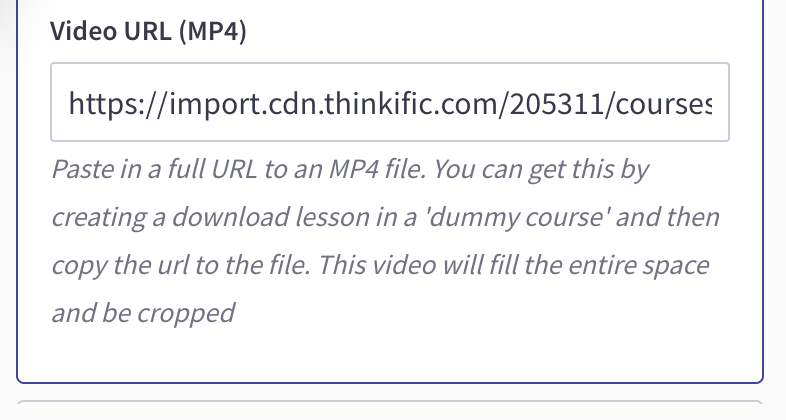 Video URL (MP4)
https://import.cdn.thinkific.com/205311/courses
Paste in a full URL to an MP4 file. You can get this by
creating a download lesson in a 'dummy course' and then
copy the url to the file. This video will fill the entire space
and be cropped